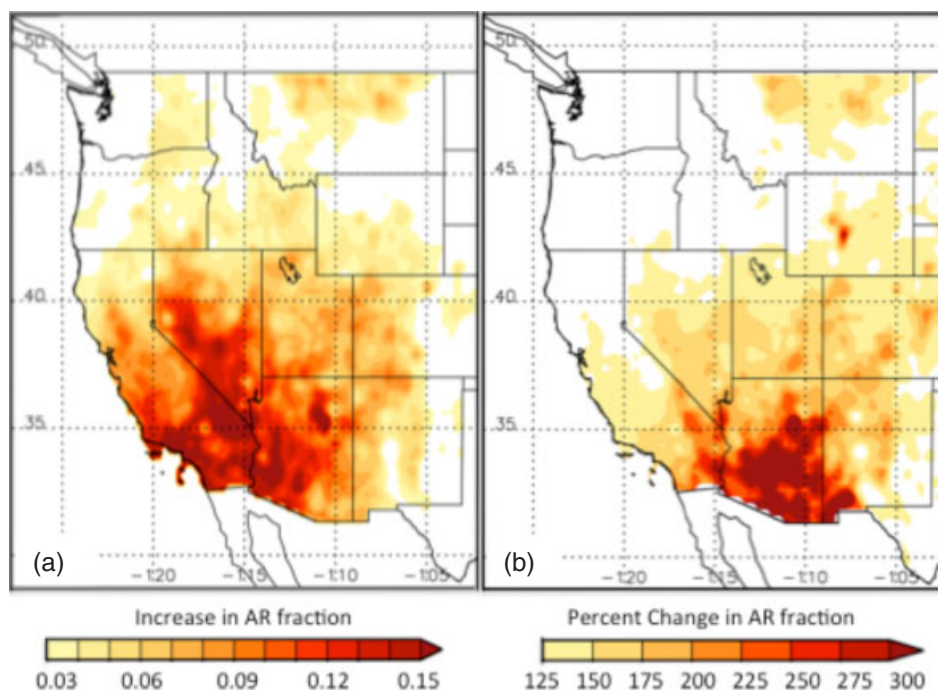 50 50
45 45
40 40
35 35
(a) -120 -115 -110 -105 (b) -120 -115 -110 -105
Increase in AR fraction Percent Change in AR fraction
0.03 0.06 0.09 0.12 0.15 125 150 175 200 225 250 275 300